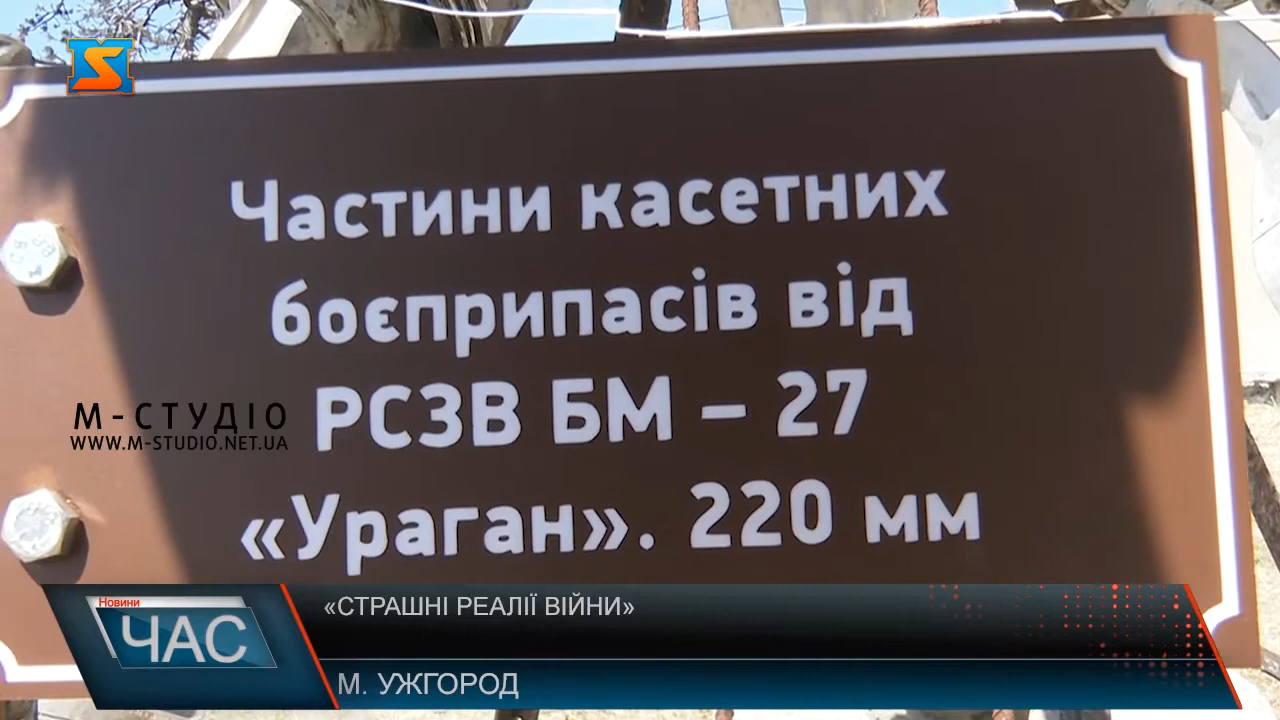 Частини касетних
боєприпасів від
РСЗВ БМ – 27
«Ураган». 220 мм
М-СТУДІО
WWW.M-STUDIO.NET.UA
Новини
ЧАС
«СТРАШНІ РЕАЛІЇ ВІЙНИ»
М. УЖГОРОД